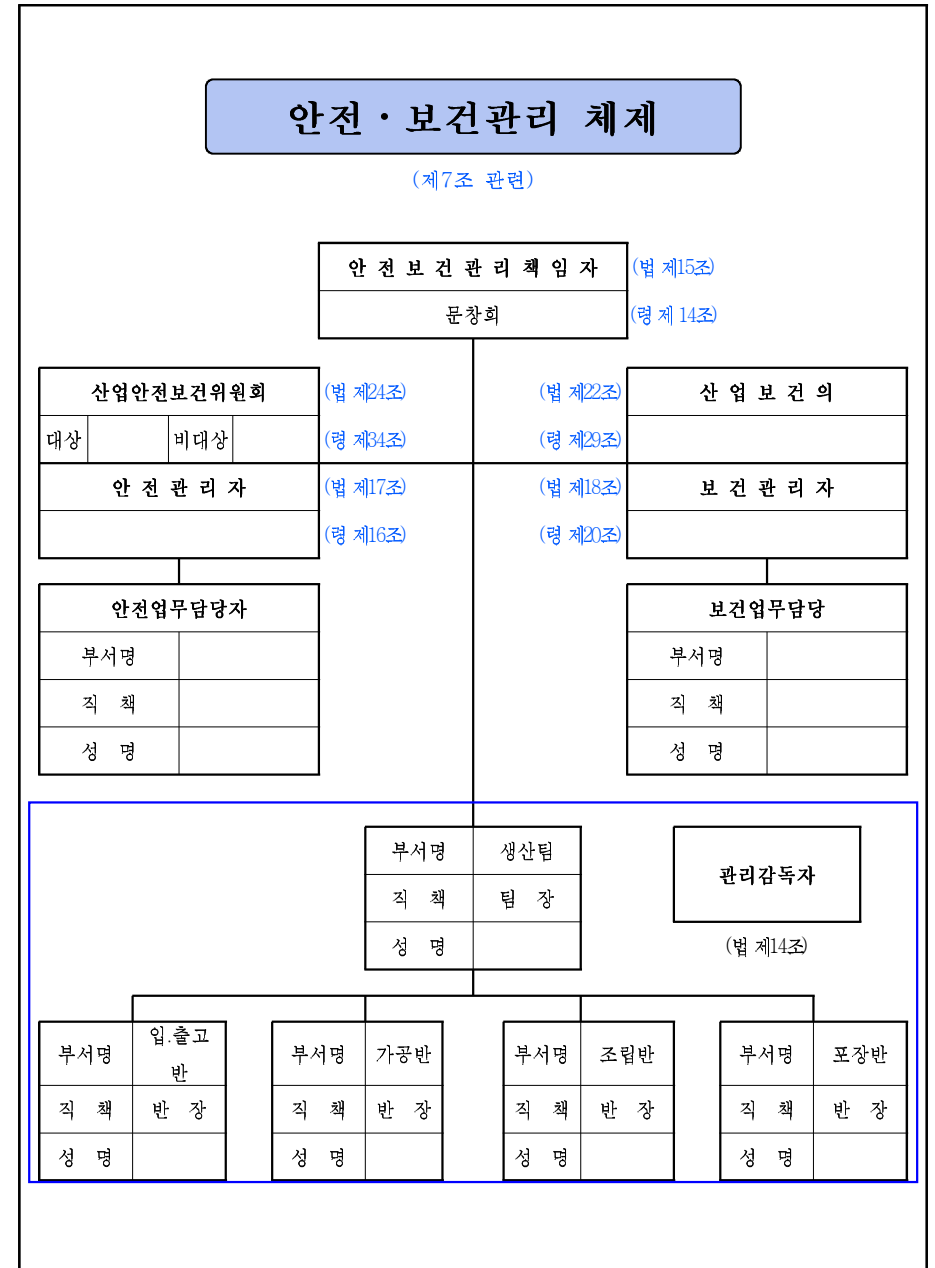 안전・보건관리 체제
(제7조 관련)
안 전 보 건 관 리 책 임 자 (법 제15조)
문창희 (령 제 14조)
산업안전보건위원회 (법 제24조) (법 제22조) 산 업 보 건 의
대상 비대상 (령 제34조) (령 제29조)
안 전 관 리 자 (법 제17조) (법 제18조) 보 건 관 리 자
(령 제16조) (령 제20조)
안전업무담당자 보건업무담당
부서명 부서명
직 책 직 책
성 명 성 명
부서명 생산팀 관리감독자
직 책 팀 장
성 명 (법 제14조)
부서명 입.출고 부서명 가공반 부서명 조립반 부서명 포장반
반
직 책 반 장 직 책 반 장 직 책 반 장 직 책 반 장
성 명 성 명 성 명 성 명